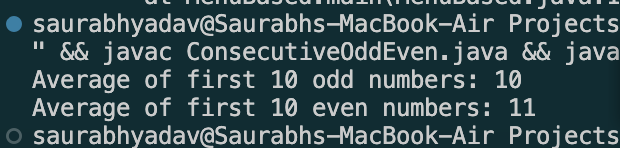 saurabhyadav@Saurabhs-MacBook-Air Projects
" && javac ConsecutiveOddEven.java && java
Average of first 10 odd numbers: 10
Average of first 10 even numbers: 11
saurabhyadav@Saurabhs-MacBook-Air Projects